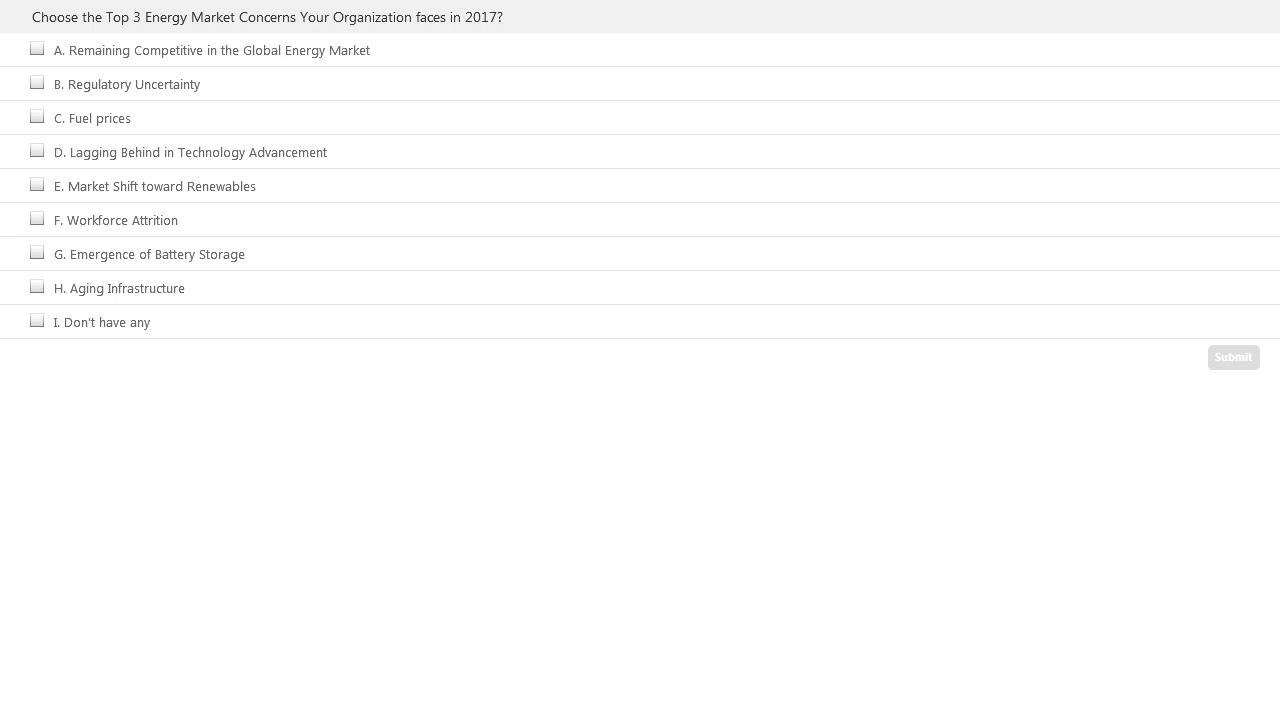 Choose the Top 3 Energy Market Concerns Your Organization faces in 2017?
A. Remaining Competitive in the Global Energy Market
B. Regulatory Uncertainty
C. Fuel prices
D. Lagging Behind in Technology Advancement
E. Market Shift toward Renewables
F. Workforce Attrition
G. Emergence of Battery Storage
H. Aging Infrastructure
I. Don't have any
Submit